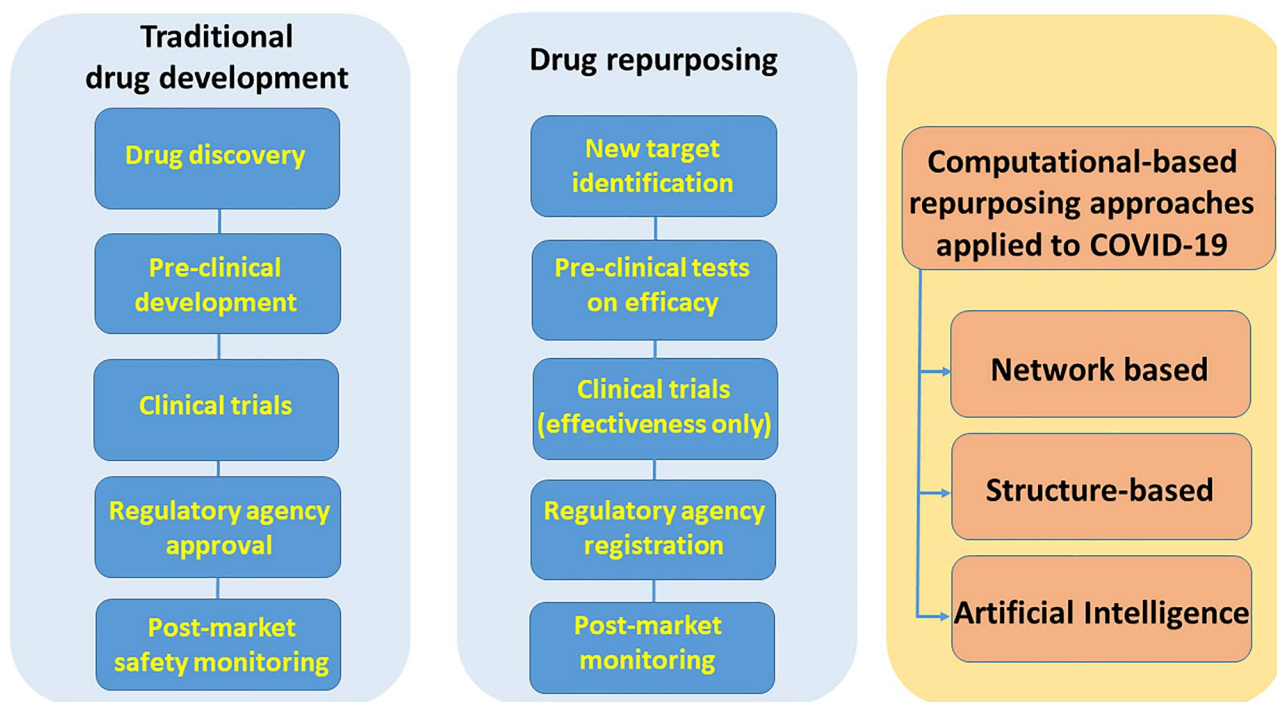 Traditional
drug development
Drug discovery
Pre-clinical
development
Clinical trials
Regulatory agency
approval
Post-market
safety monitoring
Drug repurposing
New target
identification
Pre-clinical tests
on efficacy
Clinical trials
(effectiveness only)
Regulatory agency
registration
Post-market
monitoring
Computational-based
repurposing approaches
applied to COVID-19
Network based
Structure-based
Artificial Intelligence